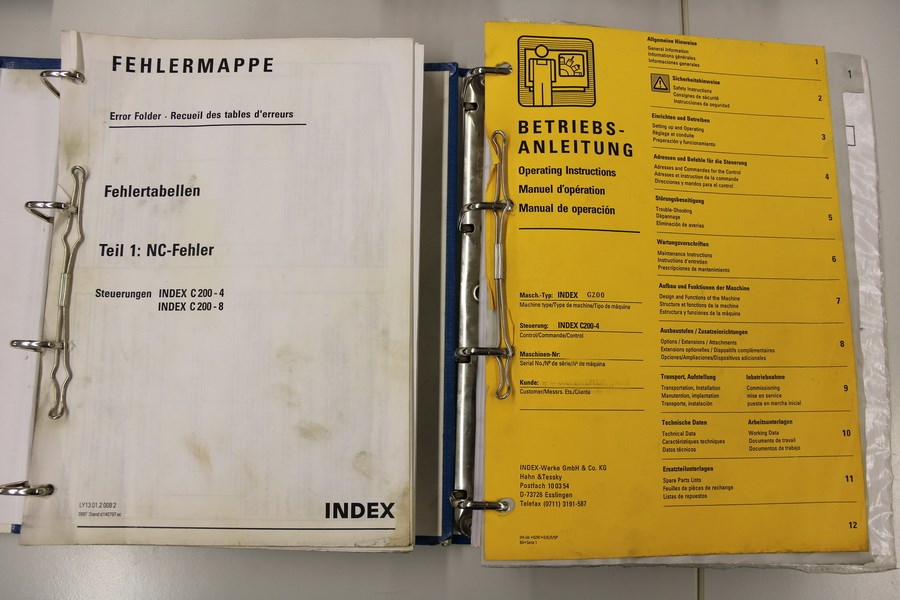 FEHLERMAPPE
Error Folder - Recueil des tables d'erreurs
Fehlertabellen
Teil 1: NC-Fehler
Steuerungen INDEX C 200 - 4
INDEX C 200 - 8
INDEX
BETRIEBS-
ANLEITUNG
Operating Instructions
Manuel d'opération
Manual de operación
Masch.-Typ: INDEX G200
Machine type/Type de machine/Tipo de máquina
Steuerung: INDEX C200-4
Control/Commande/Control
Maschinen-Nr:
Serial No/Nº de série/Nº de máquina
Kunde:
Customer/Messrs. Ets./Cliente
INDEX-Werke GmbH & Co. KG
Hahn & Tessky
Postfach 10 03 54
D-73726 Esslingen
Telefax (0711) 3191-587
Allgemeine Hinweise
General Information
Informations générales
Informaciones generales
1
Sicherheitshinweise
Safety Instructions
Consignes de sécurité
Instrucciones de seguridad
2
Einrichten und Betreiben
Setting up and Operating
Réglage et conduite
Preparación y funcionamiento
3
Adressen und Befehle für die Steuerung
Adresses and Commandes for the Control
Adresses et instruction de la commande
Direcciones y mandos para el control
4
Störungsbeseitigung
Trouble-Shooting
Dépannage
Eliminación de averías
5
Wartungsvorschriften
Maintenance Instructions
Instructions d'entretien
Prescripciones de mantenimiento
6
Aufbau und Funktionen der Maschine
Design and Functions of the Machine
Structure et fonctions de la machine
Estructura y funciones de la máquina
7
Ausbaustufen / Zusatzeinrichtungen
Options / Extensions / Attachments
Extensions optionelles / Dispositifs complémentaires
Opciones/Ampliaciones/Dispositivos adicionales
8
Transport, Aufstellung Inbetriebnahme
Transportation, Installation Commissioning
Manutention, implantation mise en service
Transporte, instalación puesta en marcha inicial
9
Technische Daten Arbeitsunterlagen
Technical Data Working Data
Caractéristiques techniques Documents de travail
Datos técnicos Documentos de trabajo
10
Ersatzteilunterlagen
Spare Parts Lists
Feuilles de pièces de rechange
Listas de repuestos
11
12
1